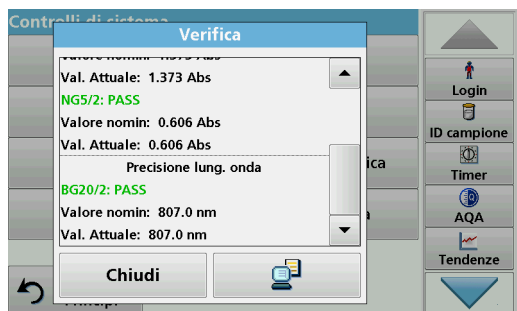 Controlli di sistema
Verifica
Val. Attuale: 1.373 Abs
NG5/2: PASS
Valore nomin: 0.606 Abs
Val. Attuale: 0.606 Abs
Precisione lung. onda
BG20/2: PASS
Valore nomin: 807.0 nm
Val. Attuale: 807.0 nm
Chiudi
Login
ID campione
Timer
AQA
Tendenze